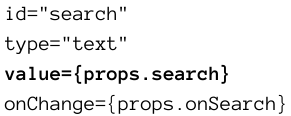 id="search"
type="text"
value={props.search}
onChange={props.onSearch}